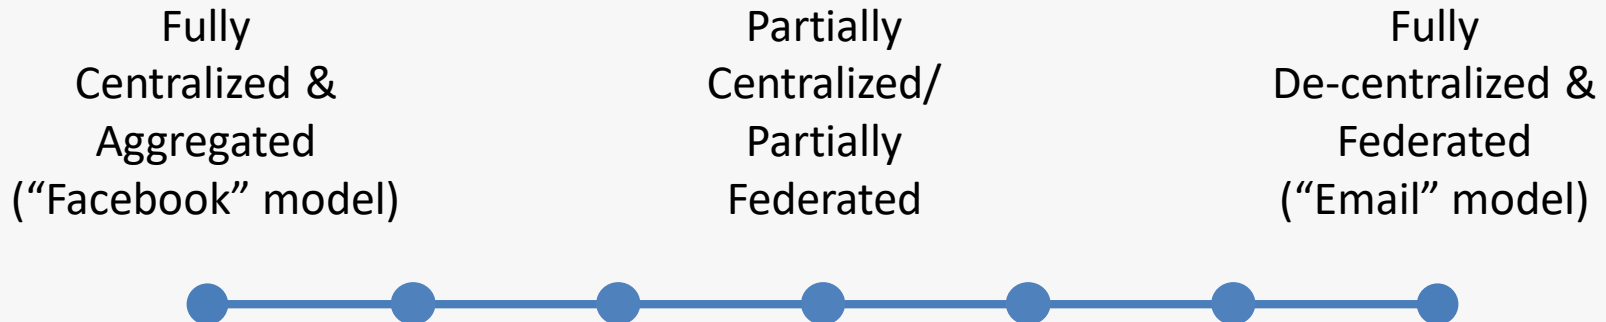 Fully
Centralized &
Aggregated
(“Facebook” model)
Partially
Centralized/
Partially
Federated
Fully
De-centralized &
Federated
(“Email” model)